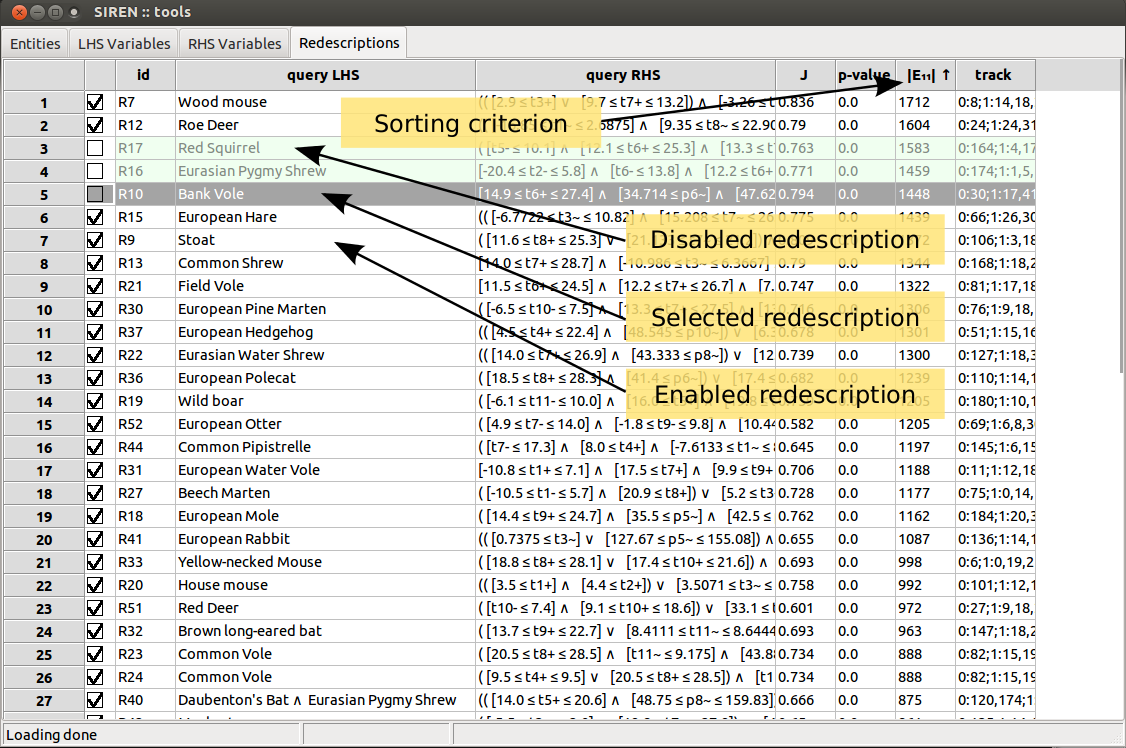 SIREN :: tools
Entities LHS Variables RHS Variables Redescriptions
id query LHS query RHS J p-value |E₁₁| ↑ track
1 R7 Wood mouse (( [2.9 ≤ t3+] ∨ [9.7 ≤ t7+ ≤ 13.2]) ∧ [-3.26 ≤ t 0.836 0.0 1712 0:8;1:14,18,
Sorting criterion
2 R12 Roe Deer ≤ 2.6875] ∧ [9.35 ≤ t8~ ≤ 22.90 0.79 0.0 1604 0:24;1:24,31
3 R17 Red Squirrel ( [t5- ≤ 10.1] ∧ [12.1 ≤ t6+ ≤ 25.3] ∧ [13.3 ≤ t 0.763 0.0 1583 0:164;1:4,17
4 R16 Eurasian Pygmy Shrew [-20.4 ≤ t2- ≤ 5.8] ∧ [t6- ≤ 13.8] ∧ [12.2 ≤ t6+ 0.771 0.0 1459 0:174;1:1,5,
5 R10 Bank Vole [14.9 ≤ t6+ ≤ 27.4] ∧ [34.714 ≤ p6~] ∧ [47.62 0.794 0.0 1448 0:30;1:17,41
6 R15 European Hare (( [-6.7722 ≤ t3~ ≤ 10.82] ∧ [15.208 ≤ t7~ ≤ 26 0.775 0.0 1439 0:66;1:26,30
7 R9 Stoat ( [11.6 ≤ t8+ ≤ 25.3] ∨ 0:106;1:3,18
Disabled redescription
8 R13 Common Shrew [14.0 ≤ t7+ ≤ 28.7] ∧ [-10.986 ≤ t3~ ≤ 6.3667] 0.79 0.0 1344 0:168;1:18,2
9 R21 Field Vole [11.5 ≤ t6+ ≤ 24.5] ∧ [12.2 ≤ t7+ ≤ 26.7] ∧ [7. 0.747 0.0 1322 0:81;1:17,18
10 R30 European Pine Marten ( [-6.5 ≤ t10- ≤ 7.5] ∧ 0.716 0.0 1306 0:76;1:9,18,
Selected redescription
11 R37 European Hedgehog (( [4.5 ≤ t4+ ≤ 22.4] ∧ [48.545 ≤ p10~]) ∨ [6.3 0.678 0.0 1301 0:51;1:15,16
12 R22 Eurasian Water Shrew (( [14.0 ≤ t7+ ≤ 26.9] ∧ [43.333 ≤ p8~]) ∨ [12 0.739 0.0 1300 0:127;1:18,3
13 R36 European Polecat ( [18.5 ≤ t8+ ≤ 28.3] ∧ [41.4 ≤ p6~]) ∨ [17.4 0.682 0.0 1239 0:110;1:14,1
14 R19 Wild boar ( [-6.1 ≤ t11- ≤ 10.0] ∧ 0:180;1:10,1
Enabled redescription
15 R52 European Otter ( [4.9 ≤ t7- ≤ 14.0] ∧ [-1.8 ≤ t9- ≤ 9.8] ∧ [10.44 0.582 0.0 1205 0:69;1:6,8,30
16 R44 Common Pipistrelle ( [t7- ≤ 17.3] ∧ [8.0 ≤ t4+] ∧ [-7.6133 ≤ t1~ ≤ 8 0.645 0.0 1197 0:145;1:6,15
17 R31 European Water Vole [-10.8 ≤ t1+ ≤ 7.1] ∧ [17.5 ≤ t7+] ∧ [9.9 ≤ t9+ 0.706 0.0 1188 0:11;1:12,18
18 R27 Beech Marten ( [-10.5 ≤ t1- ≤ 5.7] ∧ [20.9 ≤ t8+]) ∨ [5.2 ≤ t3 0.728 0.0 1177 0:75;1:0,14,
19 R18 European Mole ( [14.4 ≤ t9+ ≤ 24.7] ∧ [35.5 ≤ p5~] ∧ [42.5 ≤ 0.762 0.0 1162 0:184;1:20,3
20 R41 European Rabbit (( [0.7375 ≤ t3~] ∨ [127.67 ≤ p5~ ≤ 155.08]) ∧ 0.655 0.0 1087 0:136;1:14,1
21 R33 Yellow-necked Mouse ( [18.8 ≤ t8+ ≤ 28.1] ∨ [17.4 ≤ t10+ ≤ 21.6]) ∧ 0.693 0.0 998 0:6;1:0,19,2
22 R20 House mouse (( [3.5 ≤ t1+] ∧ [4.4 ≤ t2+]) ∨ [3.5071 ≤ t3~ ≤ 0.758 0.0 992 0:101;1:12,1
23 R51 Red Deer ( [t10- ≤ 7.4] ∧ [9.1 ≤ t10+ ≤ 18.6]) ∨ [33.1 ≤ t 0.601 0.0 972 0:27;1:9,18,
24 R32 Brown long-eared bat ( [13.7 ≤ t9+ ≤ 22.7] ∨ [8.4111 ≤ t11~ ≤ 8.6444 0.693 0.0 963 0:147;1:18,2
25 R23 Common Vole ( [20.5 ≤ t8+ ≤ 28.5] ∧ [t11~ ≤ 9.175] ∧ [43.88 0.734 0.0 888 0:82;1:15,19
26 R24 Common Vole ( [9.5 ≤ t4+ ≤ 9.5] ∨ [20.5 ≤ t8+ ≤ 28.5]) ∧ [t1 0.734 0.0 888 0:82;1:15,19
27 R40 Daubenton's Bat ∧ Eurasian Pygmy Shrew (( [14.0 ≤ t5+ ≤ 20.6] ∧ [48.75 ≤ p8~ ≤ 159.83] 0.666 0.0 875 0:120,174;1:
Loading done